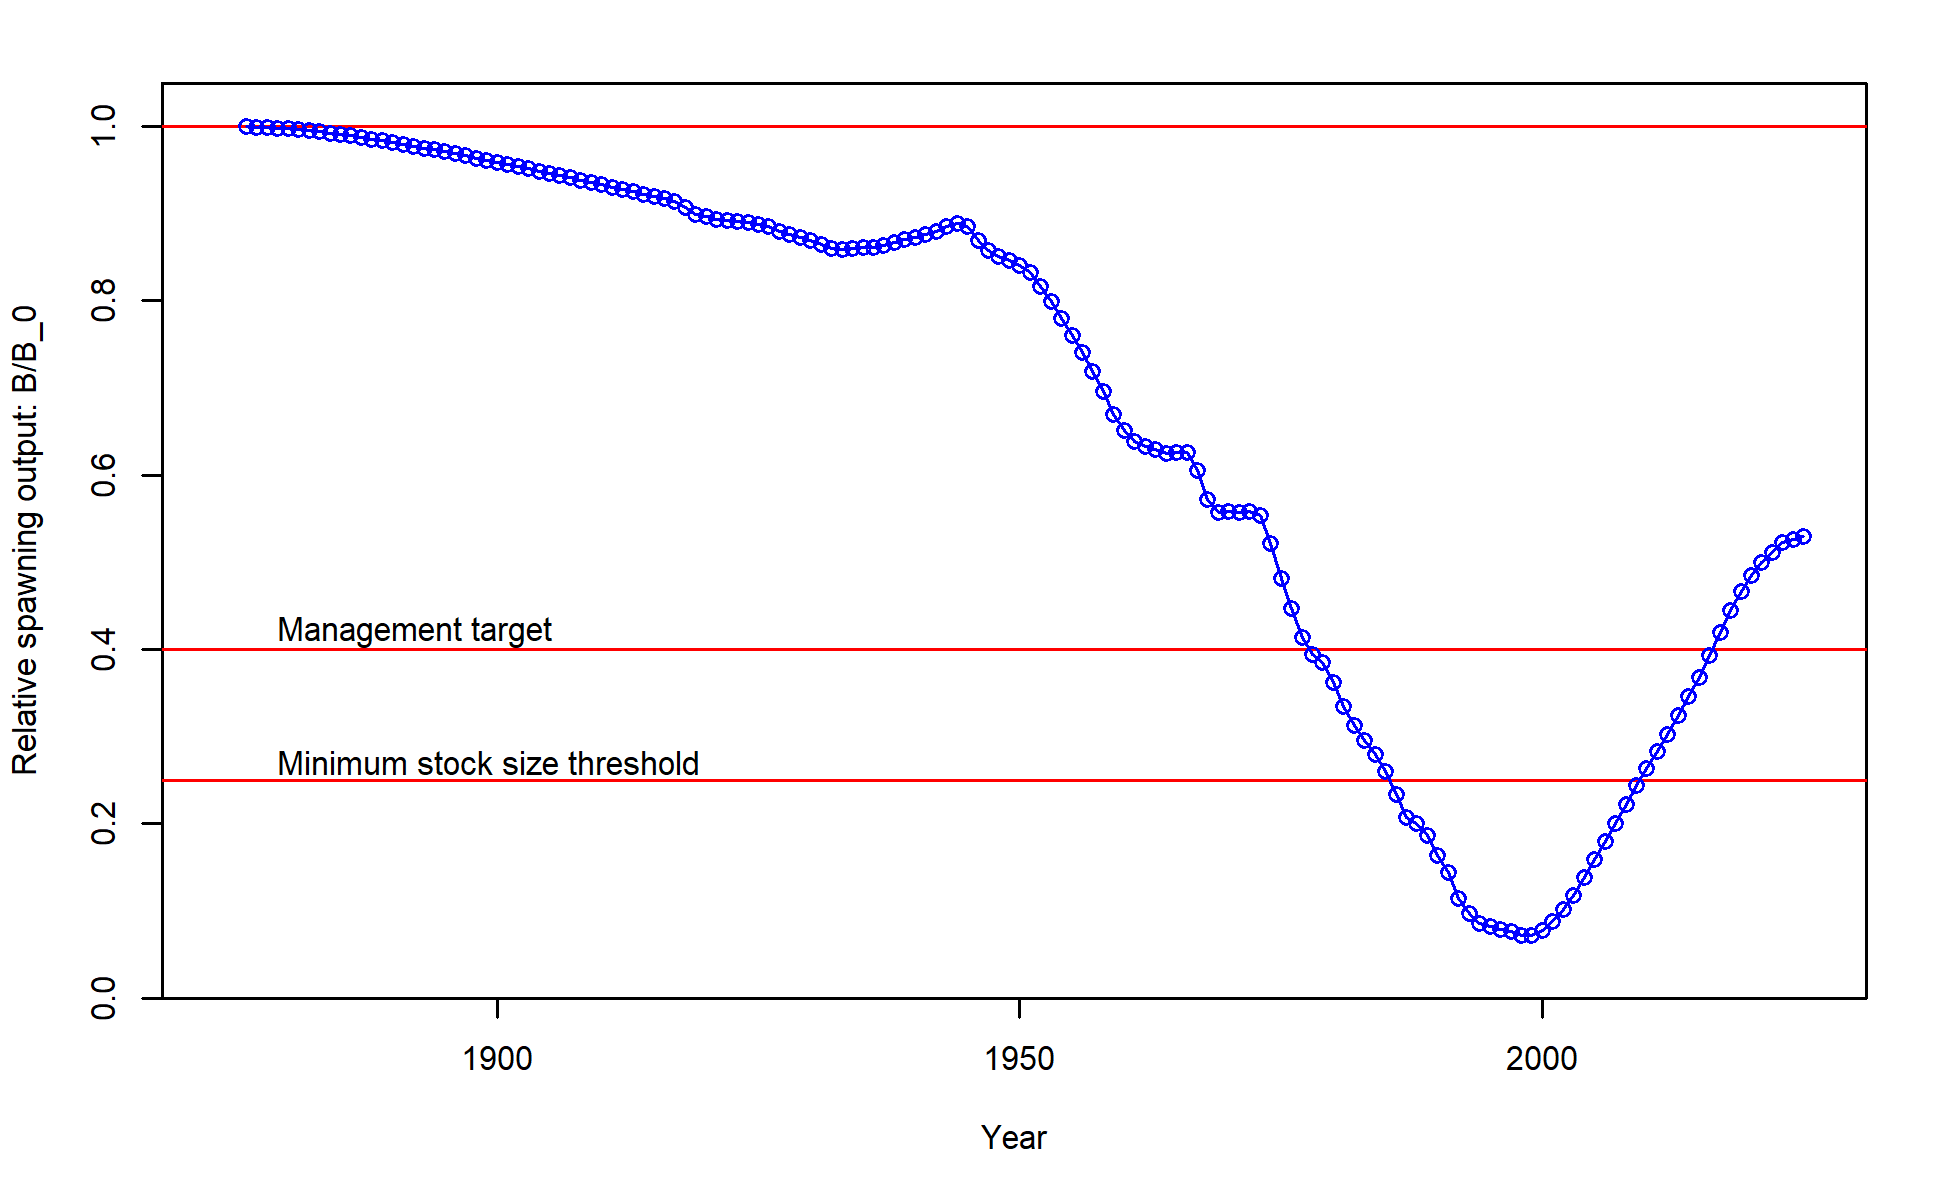 Relative spawning output: B/B_0
1.0
0.8
0.6
0.4
0.2
0.0
Management target
Minimum stock size threshold
1900
1950
2000
Year